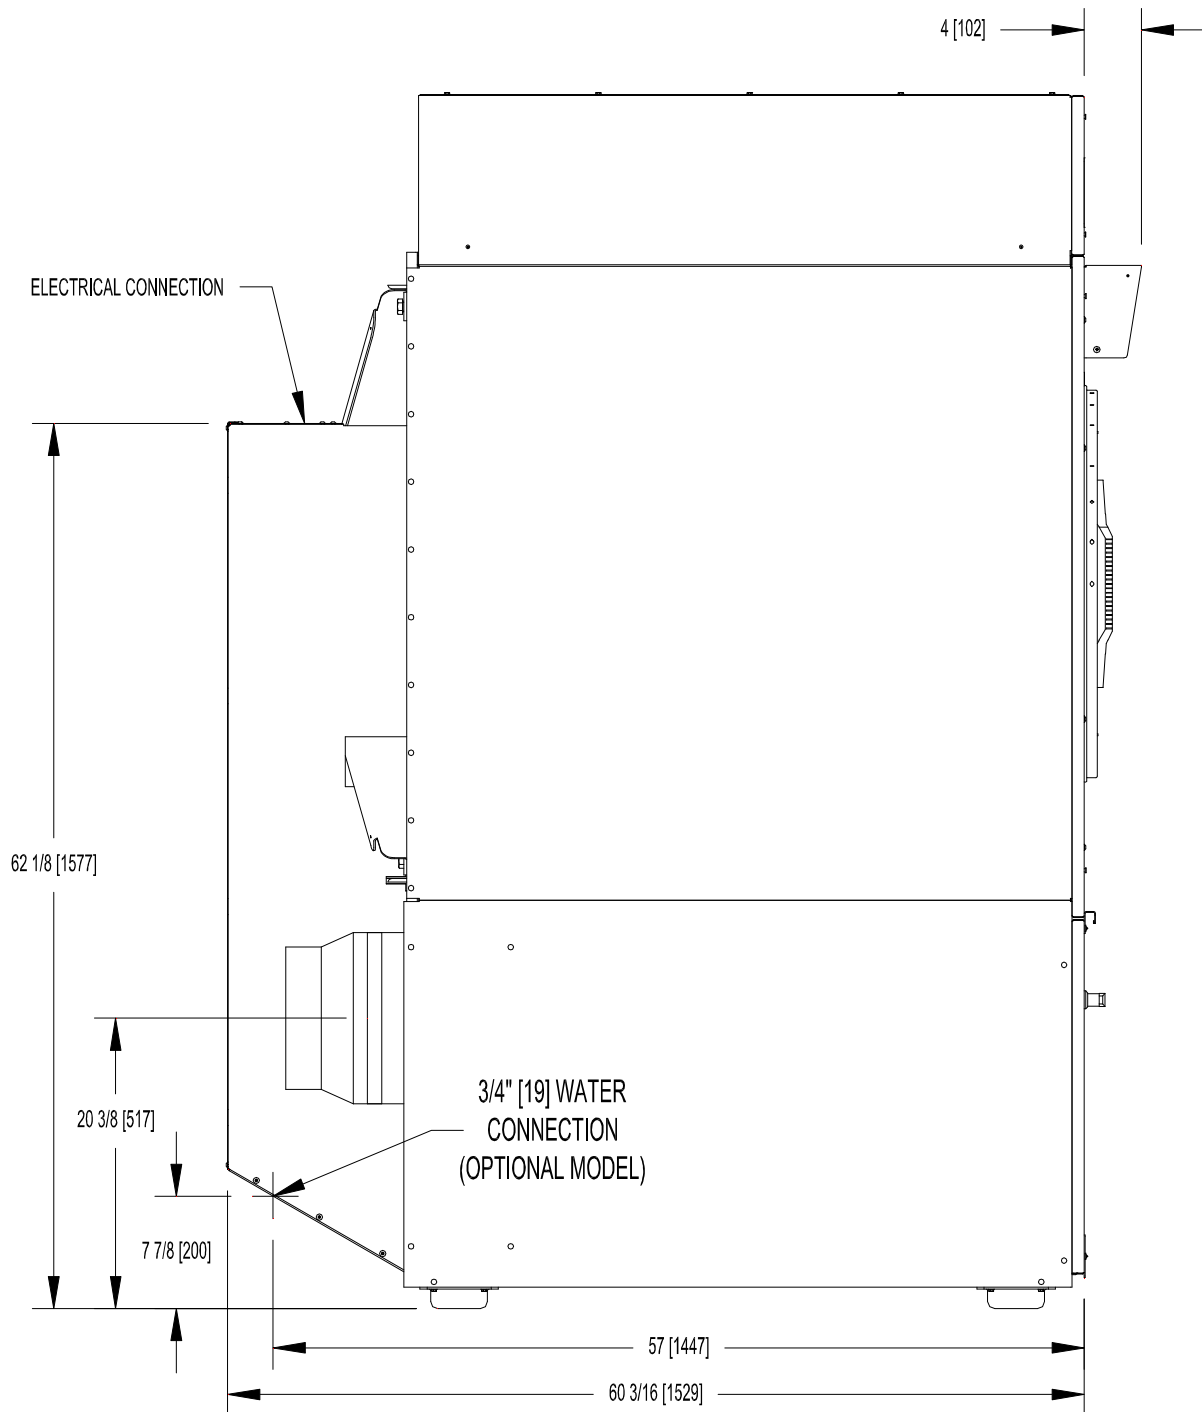 4 [102]
ELECTRICAL CONNECTION
62 1/8 [1577]
3/4" [19] WATER
CONNECTION
(OPTIONAL MODEL)
20 3/8 [517]
7 7/8 [200]
57 [1447]
60 3/16 [1529]